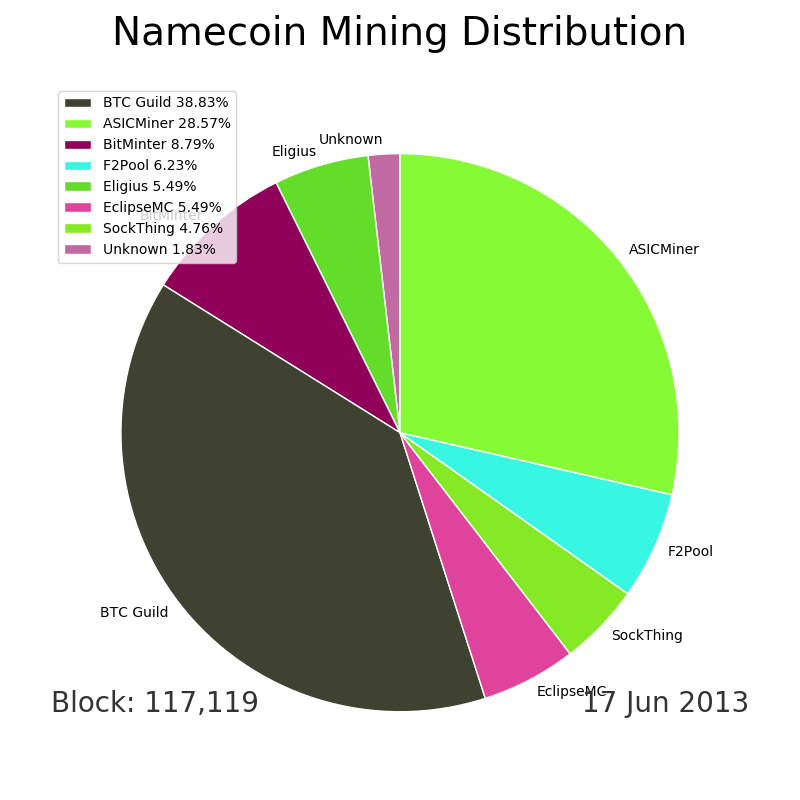 Namecoin Mining Distribution
BTC Guild 38.83%
ASICMiner 28.57%
BitMinter 8.79%
F2Pool 6.23%
Eligius 5.49%
EclipseMC 5.49%
SockThing 4.76%
Unknown 1.83%
Unknown
Eligius
BitMinter
ASICMiner
F2Pool
BTC Guild
SockThing
EclipseMC
Block: 117,119
17 Jun 2013